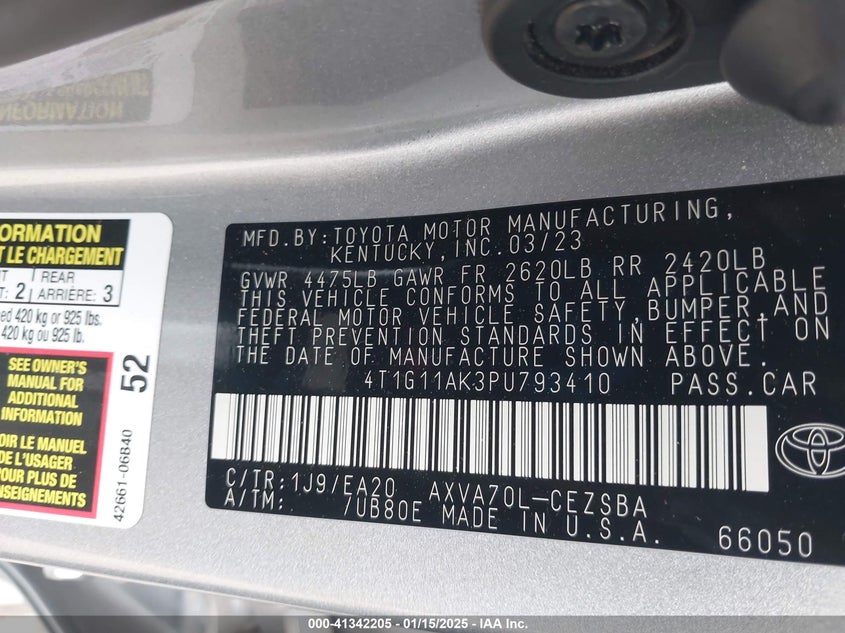 ORMATION
T LE CHARGEMENT
REAR
2 ARRIÈRE: 3
420 kg or 925 lbs.
420 kg ou 925 lb.
SEE OWNER'S
MANUAL FOR
ADDITIONAL
INFORMATION
OIR LE MANUEL
DE L'USAGER
POUR PLUS DE
ENSEIGNEMENTS
52
42661-06B40
MFD.BY:TOYOTA MOTOR MANUFACTURING,
KENTUCKY,INC.03/23
GVWR 4475LB GAWR FR 2620LB RR 2420LB
THIS VEHICLE CONFORMS TO ALL APPLICABLE
FEDERAL MOTOR VEHICLE SAFETY,BUMPER,AND
THEFT PREVENTION STANDARDS IN EFFECT ON
THE DATE OF MANUFACTURE SHOWN ABOVE.
4T1G11AK3PU793410 PASS.CAR
C/TR:1J9/EA20 AXVA70L-CEZSBA
A/TM: /UB80E MADE IN U.S.A.
66050
000-41342205 - 01/15/2025 - IAA Inc.